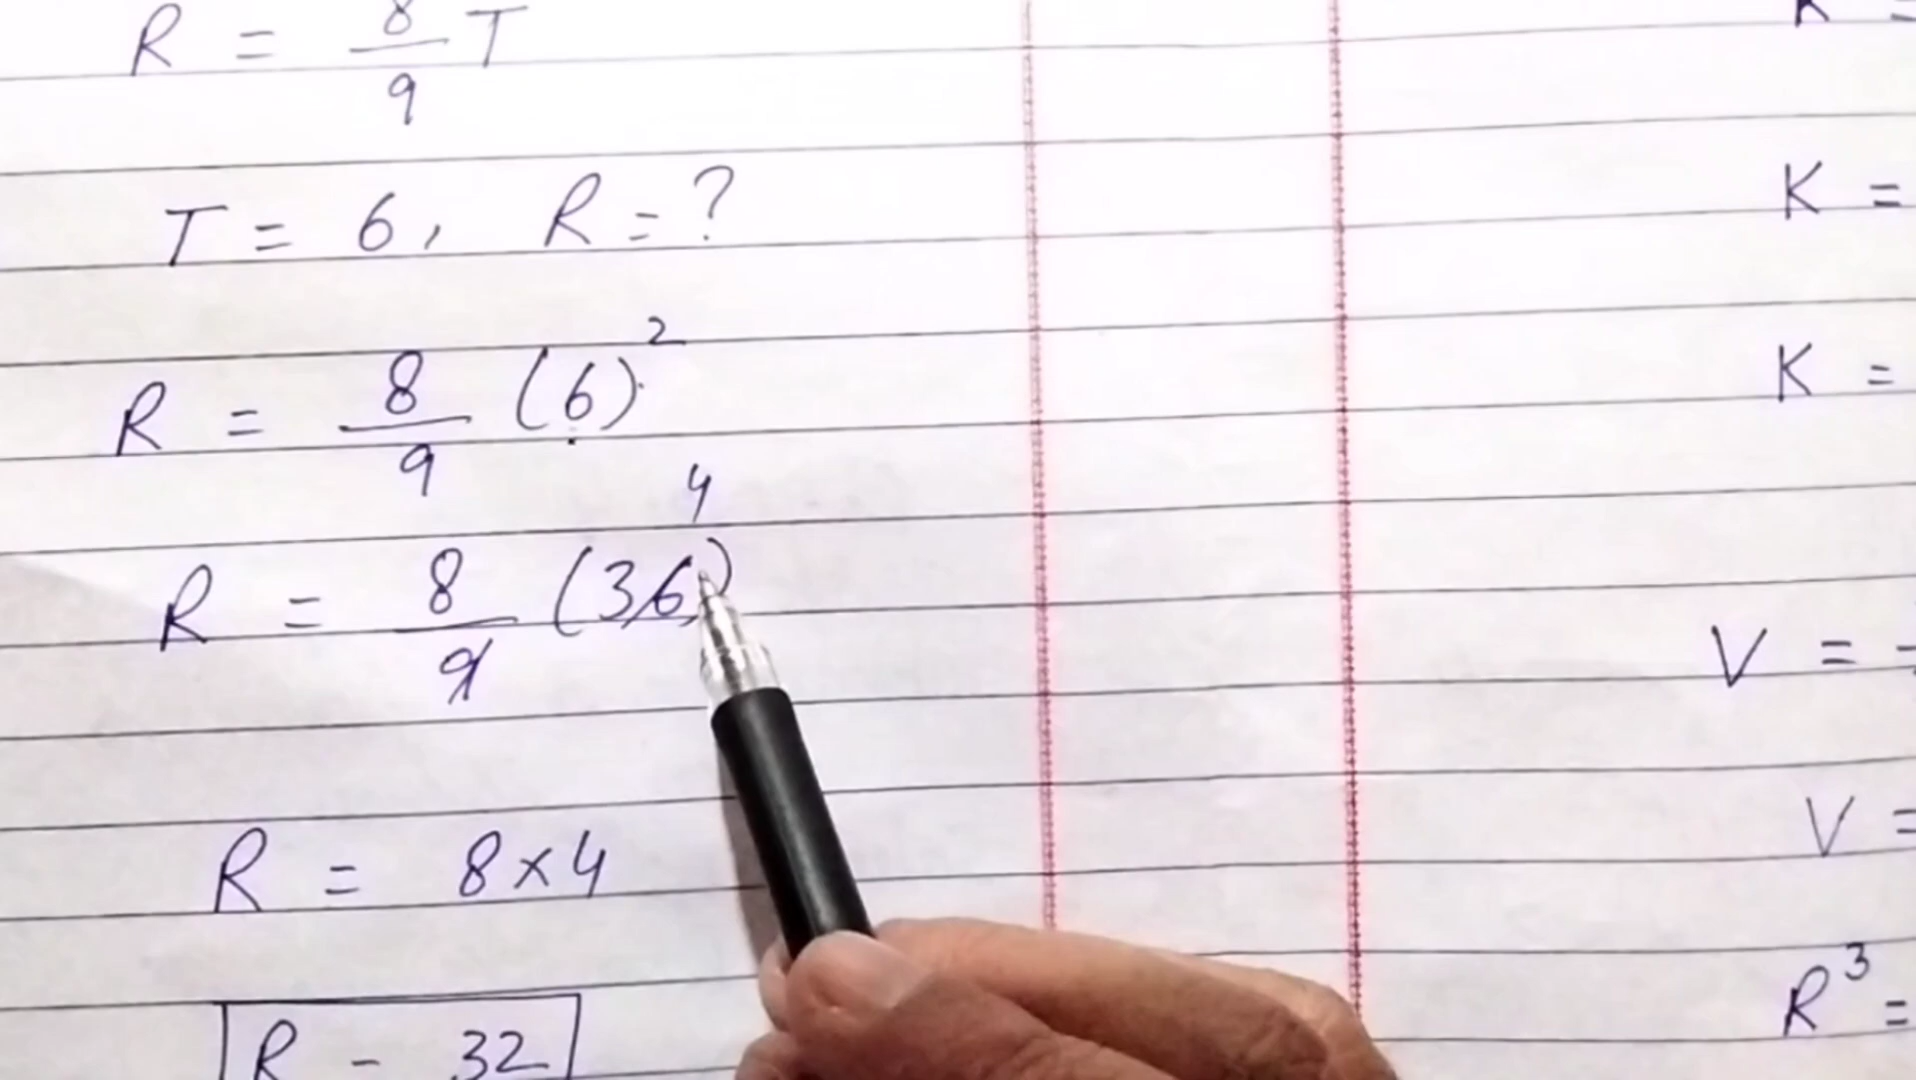 R = 8/9 T
T = 6, R = ?
R = 8/9 (6)²
4
R = 8/9 (36)
R = 8×4
R = 32
K =
K =
V =
V =
R³ =